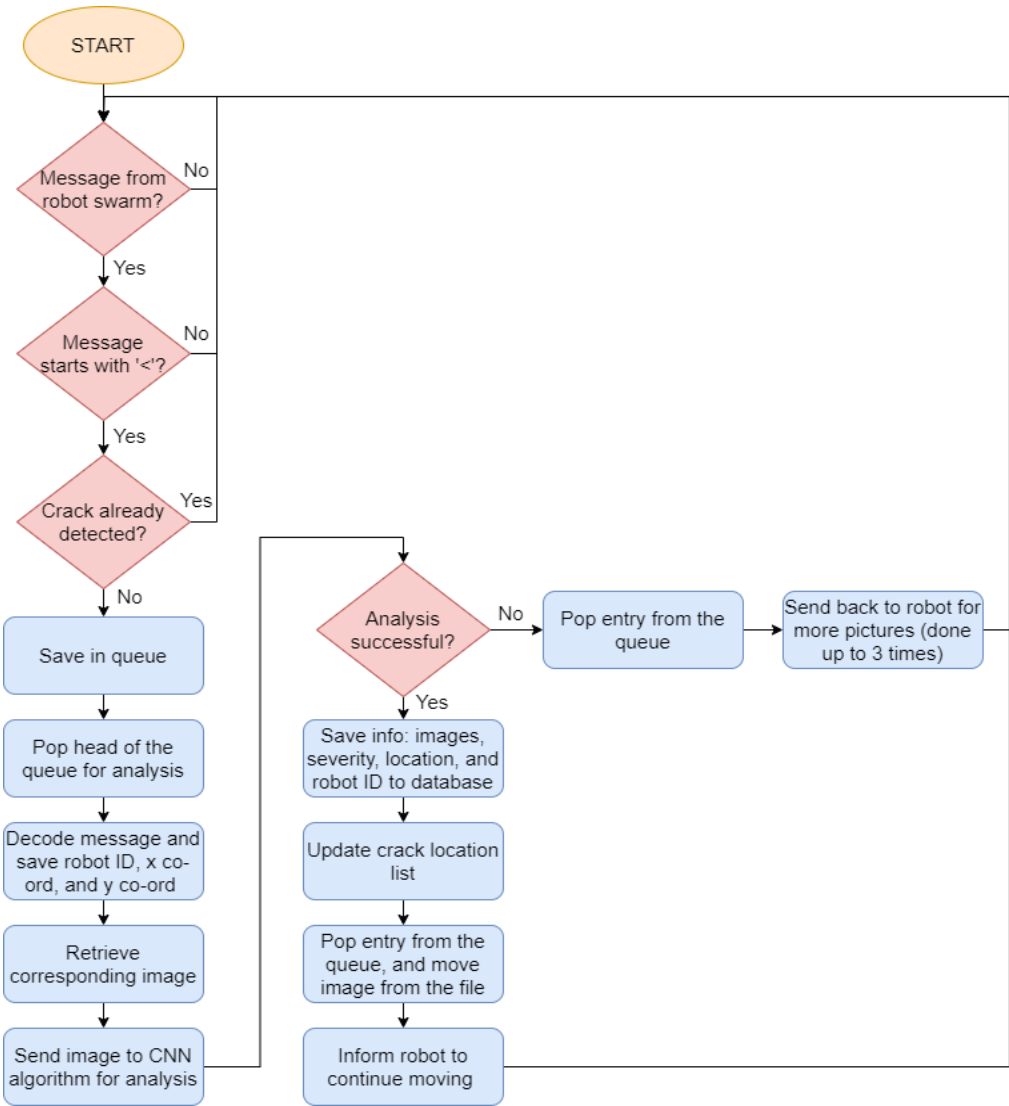 START
Message from
robot swarm?
No
Yes
Message
starts with '<'?
No
Yes
Crack already
detected?
Yes
No
Save in queue
Pop head of the
queue for analysis
Decode message and
save robot ID, x co-
ord, and y co-ord
Retrieve
corresponding image
Send image to CNN
algorithm for analysis
Analysis
successful?
No
Pop entry from the
queue
Send back to robot for
more pictures (done
up to 3 times)
Yes
Save info: images,
severity, location, and
robot ID to database
Update crack location
list
Pop entry from the
queue, and move
image from the file
Inform robot to
continue moving